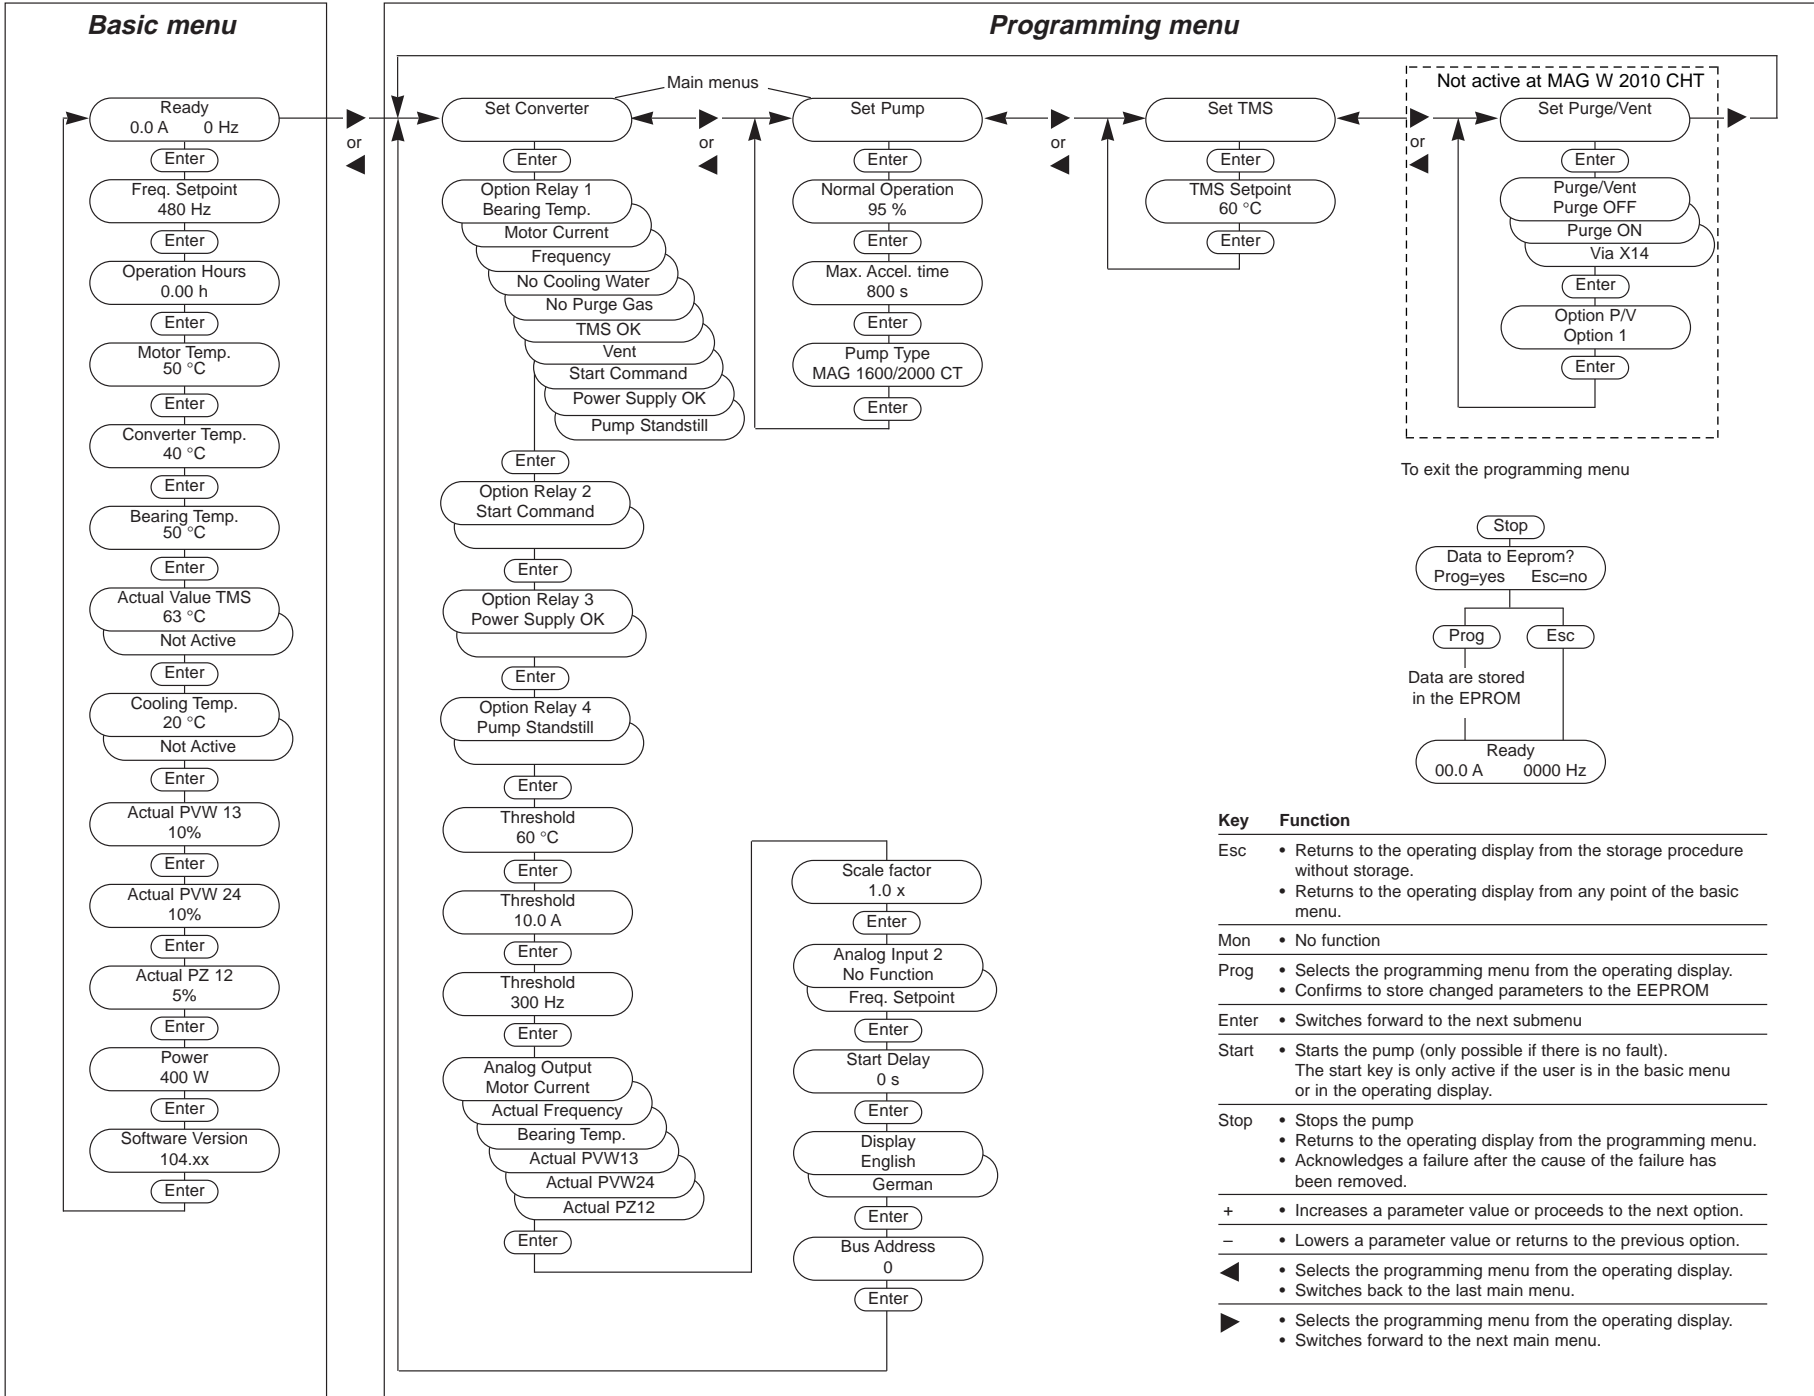 Basic menu
Ready
0.0 A 0 Hz
Enter
Freq. Setpoint
480 Hz
Enter
Operation Hours
0.00 h
Enter
Motor Temp.
50 °C
Enter
Converter Temp.
40 °C
Enter
Bearing Temp.
50 °C
Enter
Actual Value TMS
63 °C
Not Active
Enter
Cooling Temp.
20 °C
Not Active
Enter
Actual PVW 13
10%
Enter
Actual PVW 24
10%
Enter
Actual PZ 12
5%
Enter
Power
400 W
Enter
Software Version
104.xx
Enter
or
Programming menu
Main menus
Set Converter
Enter
Option Relay 1
Bearing Temp.
Motor Current
Frequency
No Cooling Water
No Purge Gas
TMS OK
Vent
Start Command
Power Supply OK
Pump Standstill
Enter
Option Relay 2
Start Command
Enter
Option Relay 3
Power Supply OK
Enter
Option Relay 4
Pump Standstill
Enter
Threshold
60 °C
Enter
Threshold
10.0 A
Enter
Threshold
300 Hz
Enter
Analog Output
Motor Current
Actual Frequency
Bearing Temp.
Actual PVW13
Actual PVW24
Actual PZ12
Enter
Scale factor
1.0 x
Enter
Analog Input 2
No Function
Freq. Setpoint
Enter
Start Delay
0 s
Enter
Display
English
German
Enter
Bus Address
0
Enter
or
Set Pump
Enter
Normal Operation
95 %
Enter
Max. Accel. time
800 s
Enter
Pump Type
MAG 1600/2000 CT
Enter
or
Set TMS
Enter
TMS Setpoint
60 °C
Enter
or
Not active at MAG W 2010 CHT
Set Purge/Vent
Enter
Purge/Vent
Purge OFF
Purge ON
Via X14
Enter
Option P/V
Option 1
Enter
To exit the programming menu
Stop
Data to Eeprom?
Prog=yes Esc=no
Prog Esc
Data are stored
in the EPROM
Ready
00.0 A 0000 Hz
Key Function
Esc • Returns to the operating display from the storage procedure
without storage.
• Returns to the operating display from any point of the basic
menu.
Mon • No function
Prog • Selects the programming menu from the operating display.
• Confirms to store changed parameters to the EEPROM
Enter • Switches forward to the next submenu
Start • Starts the pump (only possible if there is no fault).
The start key is only active if the user is in the basic menu
or in the operating display.
Stop • Stops the pump
• Returns to the operating display from the programming menu.
• Acknowledges a failure after the cause of the failure has
been removed.
+ • Increases a parameter value or proceeds to the next option.
– • Lowers a parameter value or returns to the previous option.
◀ • Selects the programming menu from the operating display.
• Switches back to the last main menu.
▶ • Selects the programming menu from the operating display.
• Switches forward to the next main menu.